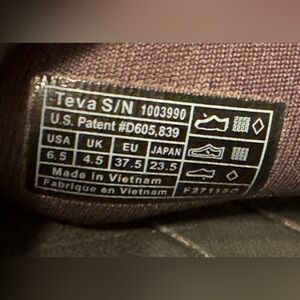 Teva S/N 1003990
U.S. Patent #D605,839
USA UK EU JAPAN
6.5 4.5 37.5 23.5
Made in Vietnam
Fabriqué en Vietnam